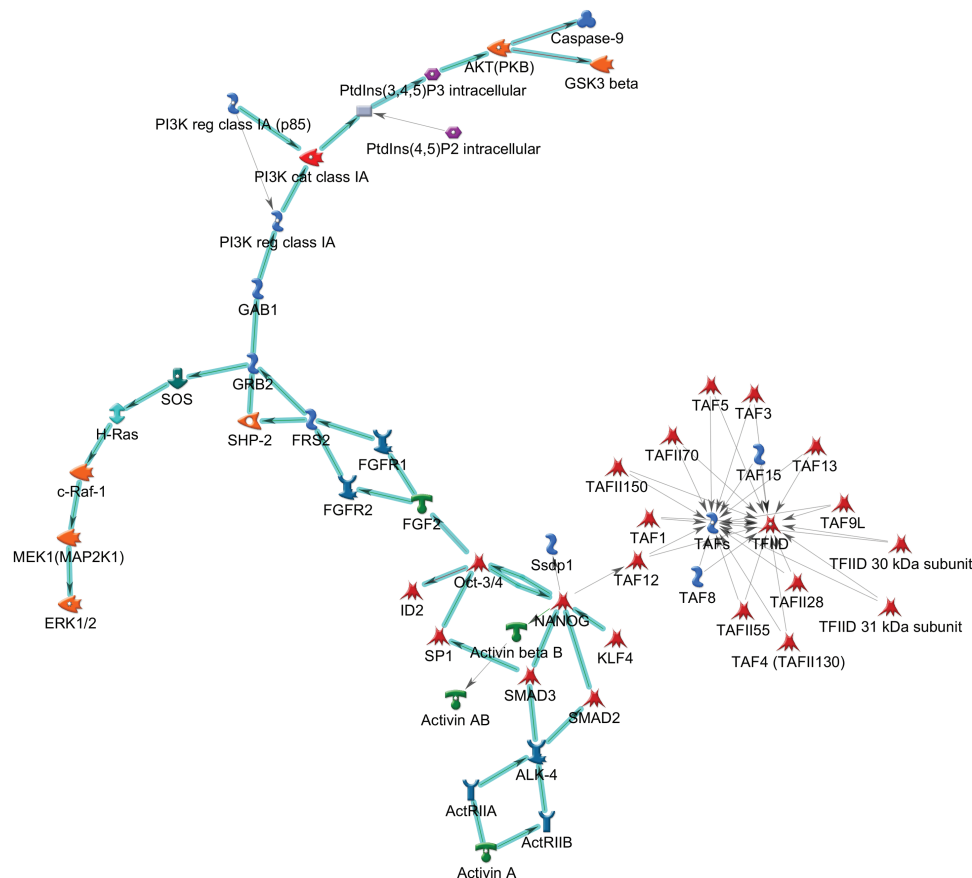 Caspase-9
AKT(PKB)
GSK3 beta
PtdIns(3,4,5)P3 intracellular
PI3K reg class IA (p85)
PtdIns(4,5)P2 intracellular
PI3K cat class IA
PI3K reg class IA
GAB1
GRB2
SOS
H-Ras
SHP-2
FRS2
c-Raf-1
FGFR1
FGFR2
FGF2
MEK1(MAP2K1)
ERK1/2
TAF5
TAF3
TAFII70
TAF15
TAF13
TAFII150
TAF9L
TAF1
TAFs
TFIID
TFIID 30 kDa subunit
Ssdp1
TAF12
Oct-3/4
TAF8
TAFII28
ID2
NANOG
TAFII55
TFIID 31 kDa subunit
SP1
Activin beta B
KLF4
TAF4 (TAFII130)
SMAD3
Activin AB
SMAD2
ALK-4
ActRIIA
ActRIIB
Activin A